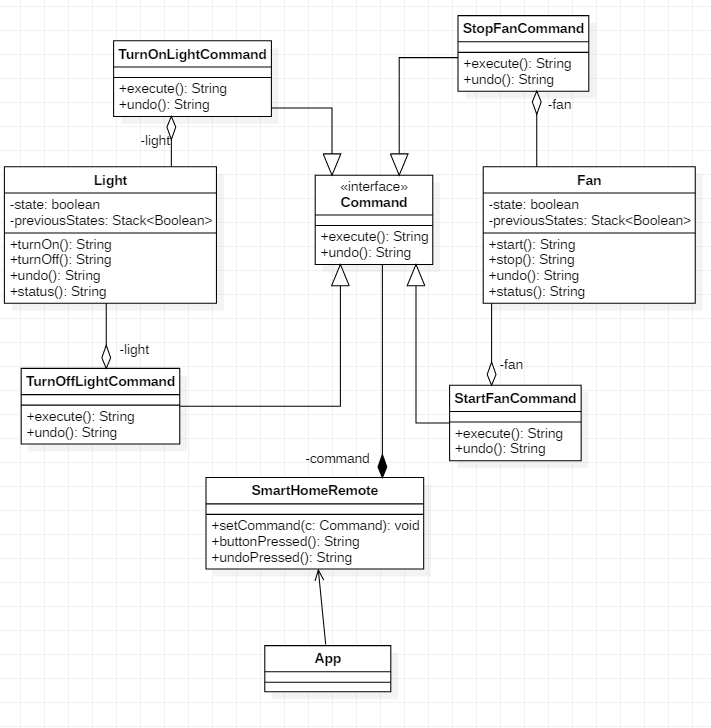 StopFanCommand
+execute(): String
+undo(): String
-fan
TurnOnLightCommand
+execute(): String
+undo(): String
-light
Light
-state: boolean
-previousStates: Stack<Boolean>
+turnOn(): String
+turnOff(): String
+undo(): String
+status(): String
«interface»
Command
+execute(): String
+undo(): String
Fan
-state: boolean
-previousStates: Stack<Boolean>
+start(): String
+stop(): String
+undo(): String
+status(): String
-light
TurnOffLightCommand
+execute(): String
+undo(): String
-fan
StartFanCommand
+execute(): String
+undo(): String
-command
SmartHomeRemote
+setCommand(c: Command): void
+buttonPressed(): String
+undoPressed(): String
App